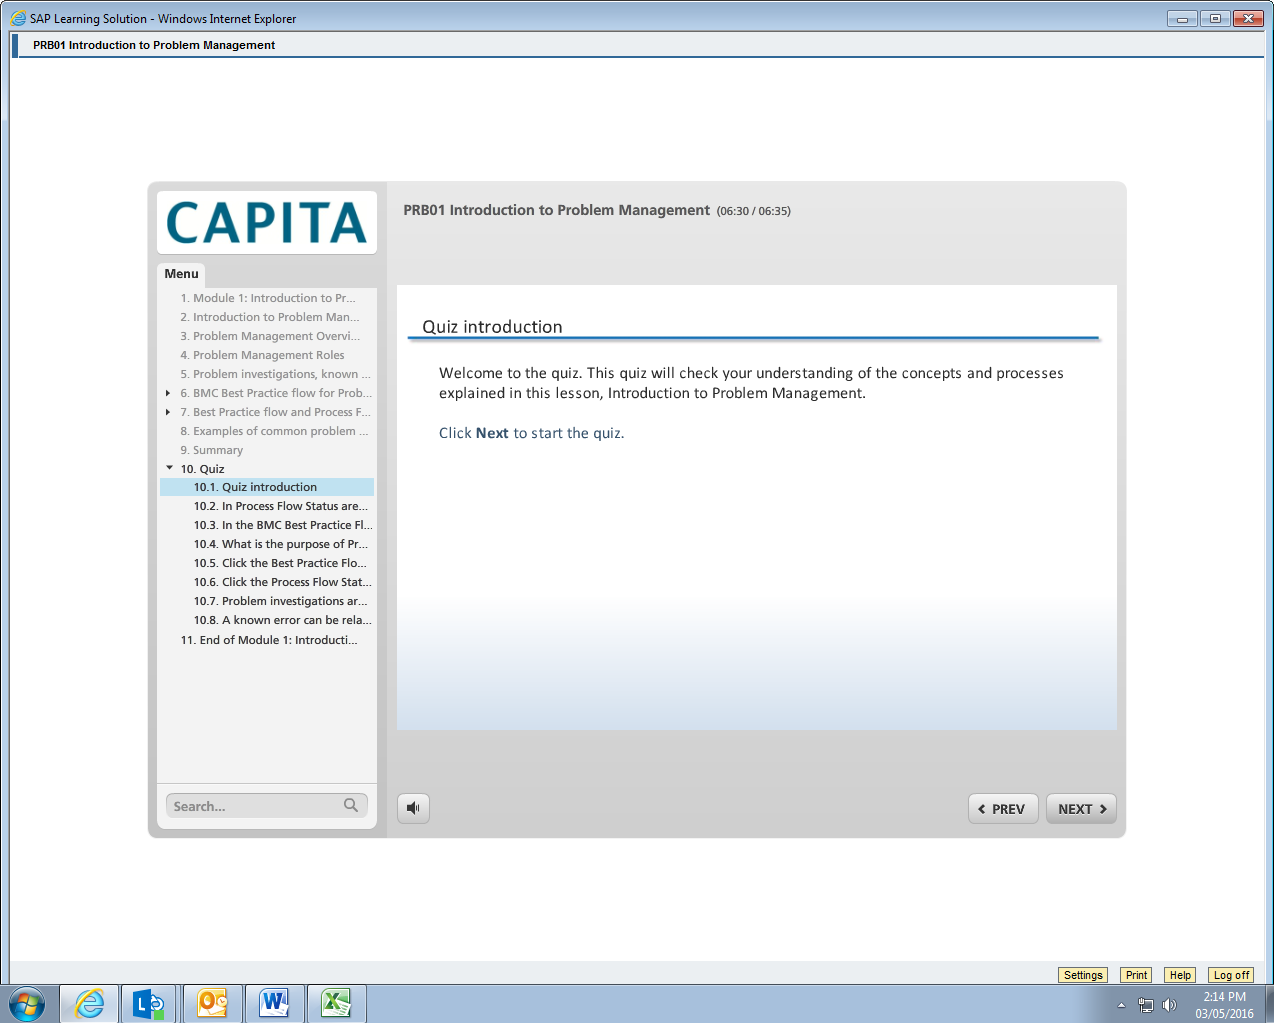 SAP Learning Solution - Windows Internet Explorer
PRB01 Introduction to Problem Management
CAPITA
PRB01 Introduction to Problem Management (06:30 / 06:35)
Menu
1. Module 1: Introduction to Pr...
2. Introduction to Problem Man...
3. Problem Management Overvi...
4. Problem Management Roles
5. Problem investigations, known ...
6. BMC Best Practice flow for Prob...
7. Best Practice flow and Process F...
8. Examples of common problem ...
9. Summary
10. Quiz
10.1. Quiz introduction
10.2. In Process Flow Status are...
10.3. In the BMC Best Practice Fl...
10.4. What is the purpose of Pr...
10.5. Click the Best Practice Flo...
10.6. Click the Process Flow Stat...
10.7. Problem investigations ar...
10.8. A known error can be rela...
11. End of Module 1: Introducti...
Search...
Quiz introduction
Welcome to the quiz. This quiz will check your understanding of the concepts and processes
explained in this lesson, Introduction to Problem Management.
Click Next to start the quiz.
PREV
NEXT
Settings
Print
Help
Log off
2:14 PM
03/05/2016